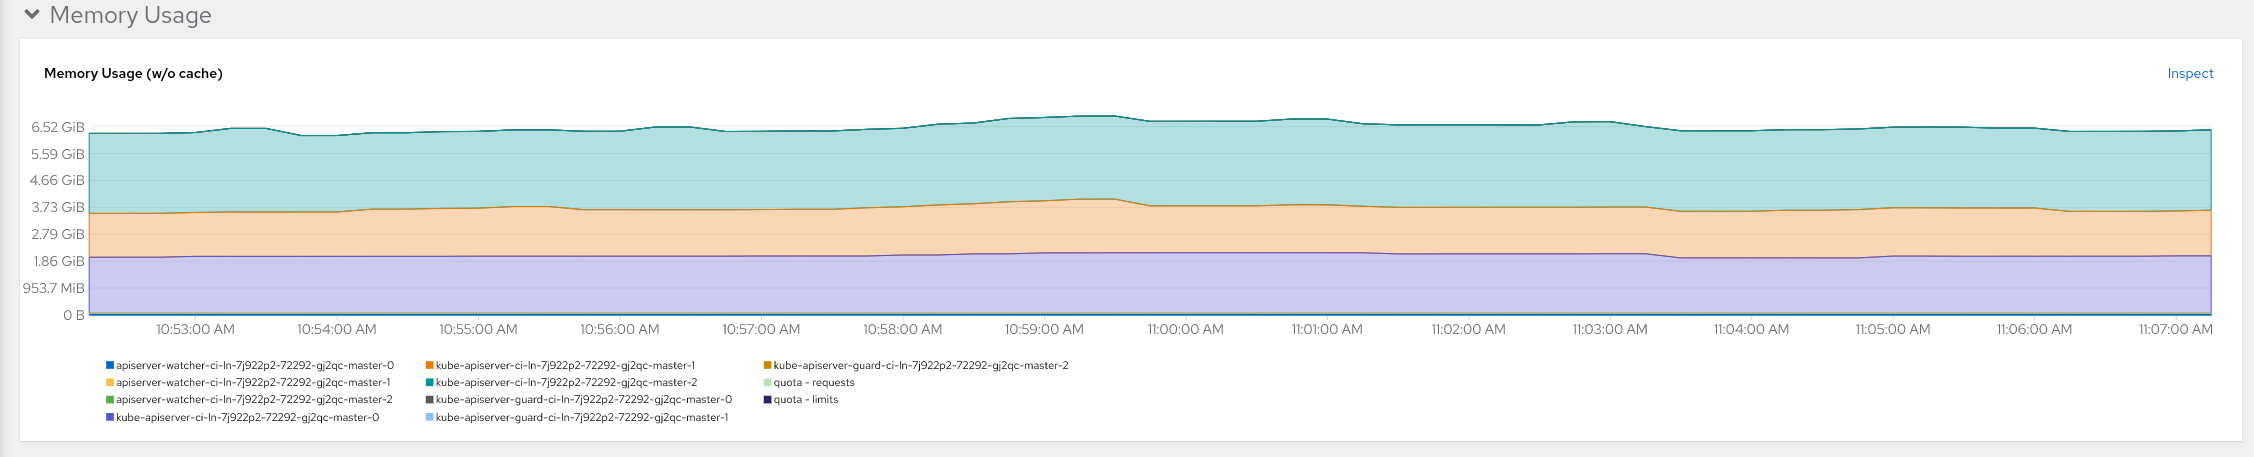 Memory Usage
Memory Usage (w/o cache)
Inspect
6.52 GiB
5.59 GiB
4.66 GiB
3.73 GiB
2.79 GiB
1.86 GiB
953.7 MiB
0 B
10:53:00 AM 10:54:00 AM 10:55:00 AM 10:56:00 AM 10:57:00 AM 10:58:00 AM 10:59:00 AM 11:00:00 AM 11:01:00 AM 11:02:00 AM 11:03:00 AM 11:04:00 AM 11:05:00 AM 11:06:00 AM 11:07:00 AM
apiserver-watcher-ci-ln-7j922p2-72292-gj2qc-master-0
apiserver-watcher-ci-ln-7j922p2-72292-gj2qc-master-1
apiserver-watcher-ci-ln-7j922p2-72292-gj2qc-master-2
kube-apiserver-ci-ln-7j922p2-72292-gj2qc-master-0
kube-apiserver-ci-ln-7j922p2-72292-gj2qc-master-1
kube-apiserver-ci-ln-7j922p2-72292-gj2qc-master-2
kube-apiserver-guard-ci-ln-7j922p2-72292-gj2qc-master-0
kube-apiserver-guard-ci-ln-7j922p2-72292-gj2qc-master-1
kube-apiserver-guard-ci-ln-7j922p2-72292-gj2qc-master-2
quota - requests
quota - limits